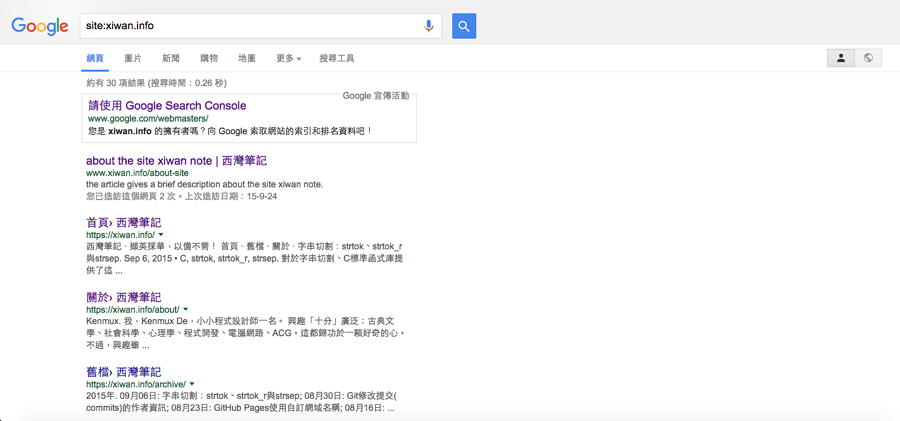 Google site:xiwan.info
網頁 圖片 新聞 購物 地圖 更多 搜尋工具
約有 30 項結果 (搜尋時間：0.26 秒)
Google 宣傳活動
請使用 Google Search Console
www.google.com/webmasters/
您是 xiwan.info 的擁有者嗎？向 Google 索取網站的索引和排名資料吧！
about the site xiwan note | 西灣筆記
www.xiwan.info/about-site
the article gives a brief description about the site xiwan note.
您已造訪這個網頁 2 次。上次造訪日期：15-9-24
首頁› 西灣筆記
https://xiwan.info/
西灣筆記 · 擷英採華，以備不需！ 首頁 · 舊檔 · 關於 · 字串切割：strtok、strtok_r
與strsep. Sep 6, 2015 • C, strtok, strtok_r, strsep. 對於字串切割、C標準函式庫提
供了這 ...
關於› 西灣筆記
https://xiwan.info/about/
Kenmux. 我，Kenmux De，小小程式設計師一名。 興趣「十分」廣泛：古典文
學、社會科學、心理學、程式開發、電腦網路、ACG。這都歸功於一顆好奇的心。
不過，興趣雖 ...
舊檔› 西灣筆記
https://xiwan.info/archive/
2015年. 09月06日: 字串切割：strtok、strtok_r與strsep; 08月30日: Git修改提交(
commits)的作者資訊; 08月23日: GitHub Pages使用自訂網域名稱; 08月16日: ...